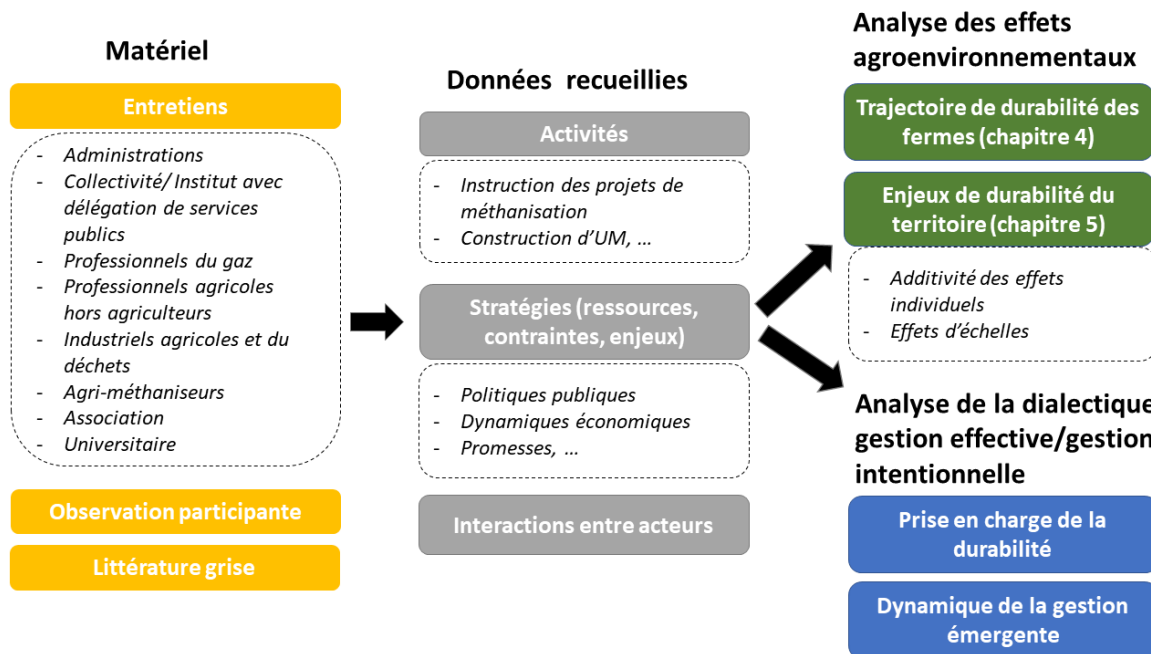 Matériel
Entretiens
- Administrations
- Collectivité/ Institut avec
délégation de services
publics
- Professionnels du gaz
- Professionnels agricoles
hors agriculteurs
- Industriels agricoles et du
déchets
- Agri-méthaniseurs
- Association
- Universitaire
Observation participante
Littérature grise
Données recueillies
Activités
- Instruction des projets de
méthanisation
- Construction d’UM, …
Stratégies (ressources,
contraintes, enjeux)
- Politiques publiques
- Dynamiques économiques
- Promesses, …
Interactions entre acteurs
Analyse des effets
agroenvironnementaux
Trajectoire de durabilité des
fermes (chapitre 4)
Enjeux de durabilité du
territoire (chapitre 5)
- Additivité des effets
individuels
- Effets d’échelles
Analyse de la dialectique
gestion effective/gestion
intentionnelle
Prise en charge de la
durabilité
Dynamique de la gestion
émergente